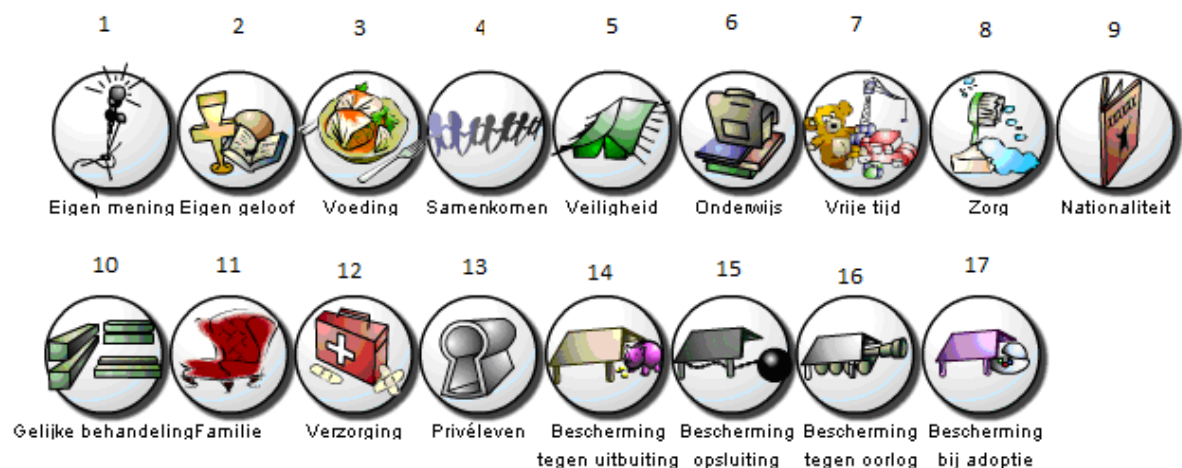 1 2 3 4 5 6 7 8 9
Eigen mening Eigen geloof Voeding Samenkomen Veiligheid Onderwijs Vrije tijd Zorg Nationaliteit
10 11 12 13 14 15 16 17
Gelijke behandeling Familie Verzorging Privéleven Bescherming Bescherming Bescherming Bescherming
tegen uitbuiting opsluiting tegen oorlog bij adoptie